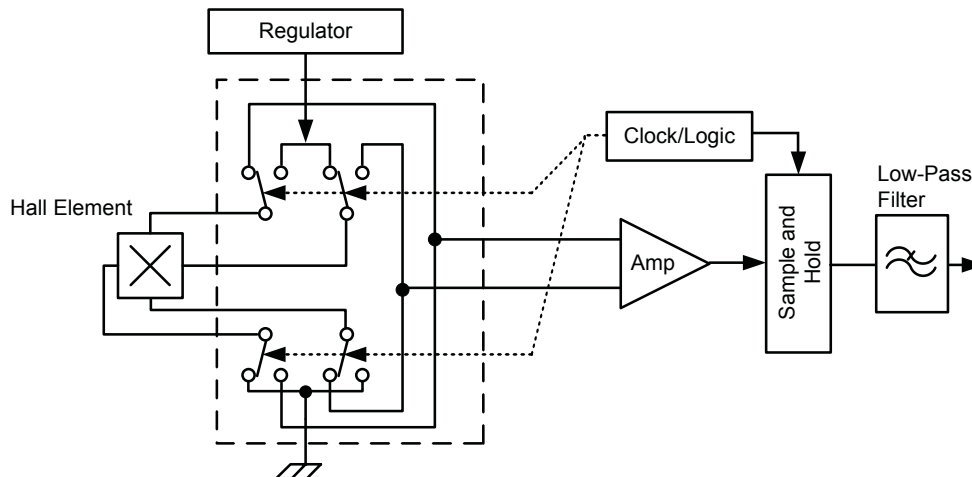 Regulator
Clock/Logic
Low-Pass
Filter
Hall Element
Amp
Sample and
Hold